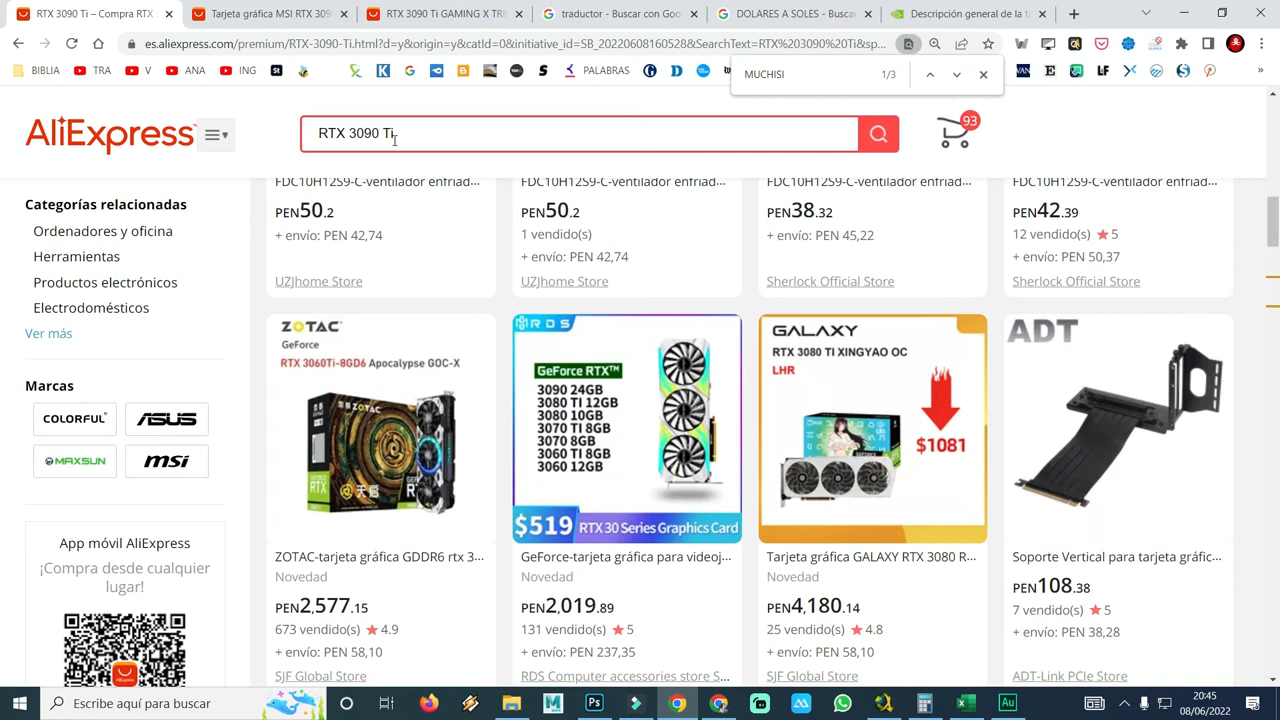 RTX 3090 Ti – Compra RTX
Tarjeta gráfica MSI RTX 309
RTX 3090 Ti GAMING X TRI
traductor - Buscar con Goo
DOLARES A SOLES - Busca
Descripción general de la ta
es.aliexpress.com/premium/RTX-3090-Ti.html?d=y&origin=y&catId=0&initiative_id=SB_20220608160528&SearchText=RTX%203090%20Ti&sp...
BIBLIA
TRA
V
ANA
ING
St
PALABRAS
MUCHISI
1/3
AliExpress
RTX 3090 Ti
93
Categorías relacionadas
Ordenadores y oficina
Herramientas
Productos electrónicos
Electrodomésticos
Ver más
Marcas
COLORFUL
ASUS
MAXSUN
msi
App móvil AliExpress
¡Compra desde cualquier
lugar!
FDC10H12S9-C-ventilador enfriad...
PEN50.2
+ envío: PEN 42,74
UZJhome Store
FDC10H12S9-C-ventilador enfriad...
PEN50.2
1 vendido(s)
+ envío: PEN 42,74
UZJhome Store
FDC10H12S9-C-ventilador enfriad...
PEN38.32
+ envío: PEN 45,22
Sherlock Official Store
FDC10H12S9-C-ventilador enfriad...
PEN42.39
12 vendido(s) ★ 5
+ envío: PEN 50,37
Sherlock Official Store
ZOTAC
GeForce
RTX 3060Ti-8GD6 Apocalypse GOC-X
ZOTAC-tarjeta gráfica GDDR6 rtx 3...
Novedad
PEN2,577.15
673 vendido(s) ★ 4.9
+ envío: PEN 58,10
SJF Global Store
RDS
GeForce RTX™
3090 24GB
3080 TI 12GB
3080 10GB
3070 TI 8GB
3070 8GB
3060 TI 8GB
3060 12GB
$519 RTX 30 Series Graphics Card
GeForce-tarjeta gráfica para videoj...
Novedad
PEN2,019.89
131 vendido(s) ★ 5
+ envío: PEN 237,35
RDS Computer accessories store S...
GALAXY
RTX 3080 TI XINGYAO OC
LHR
$1081
Tarjeta gráfica GALAXY RTX 3080 R...
Novedad
PEN4,180.14
25 vendido(s) ★ 4.8
+ envío: PEN 58,10
SJF Global Store
ADT
Soporte Vertical para tarjeta gráfic...
PEN108.38
7 vendido(s) ★ 5
+ envío: PEN 38,28
ADT-Link PCIe Store
Escribe aquí para buscar
20:45
08/06/2022